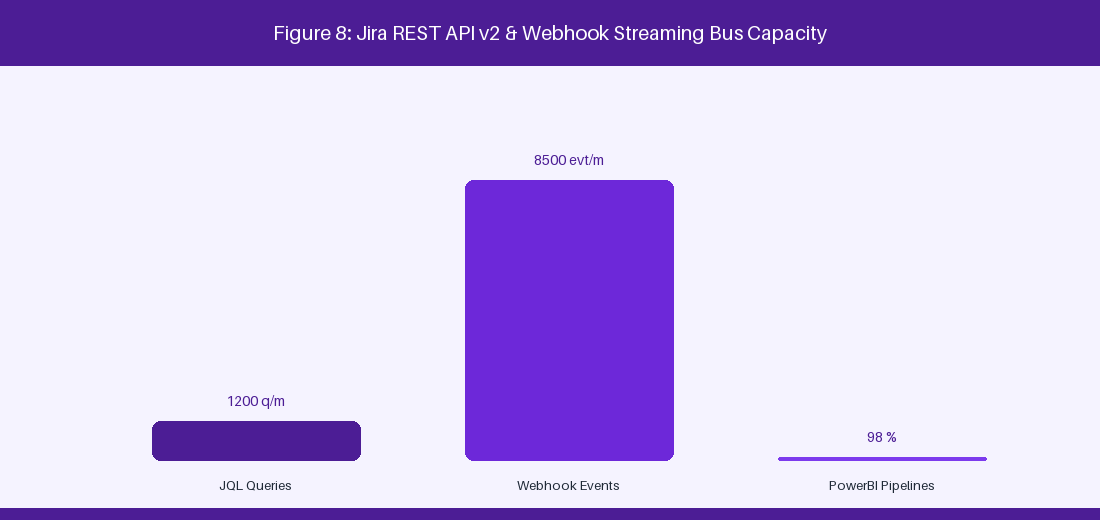 Figure 8: Jira REST API v2 & Webhook Streaming Bus Capacity
8500 evt/m
1200 q/m
98 %
JQL Queries
Webhook Events
PowerBI Pipelines